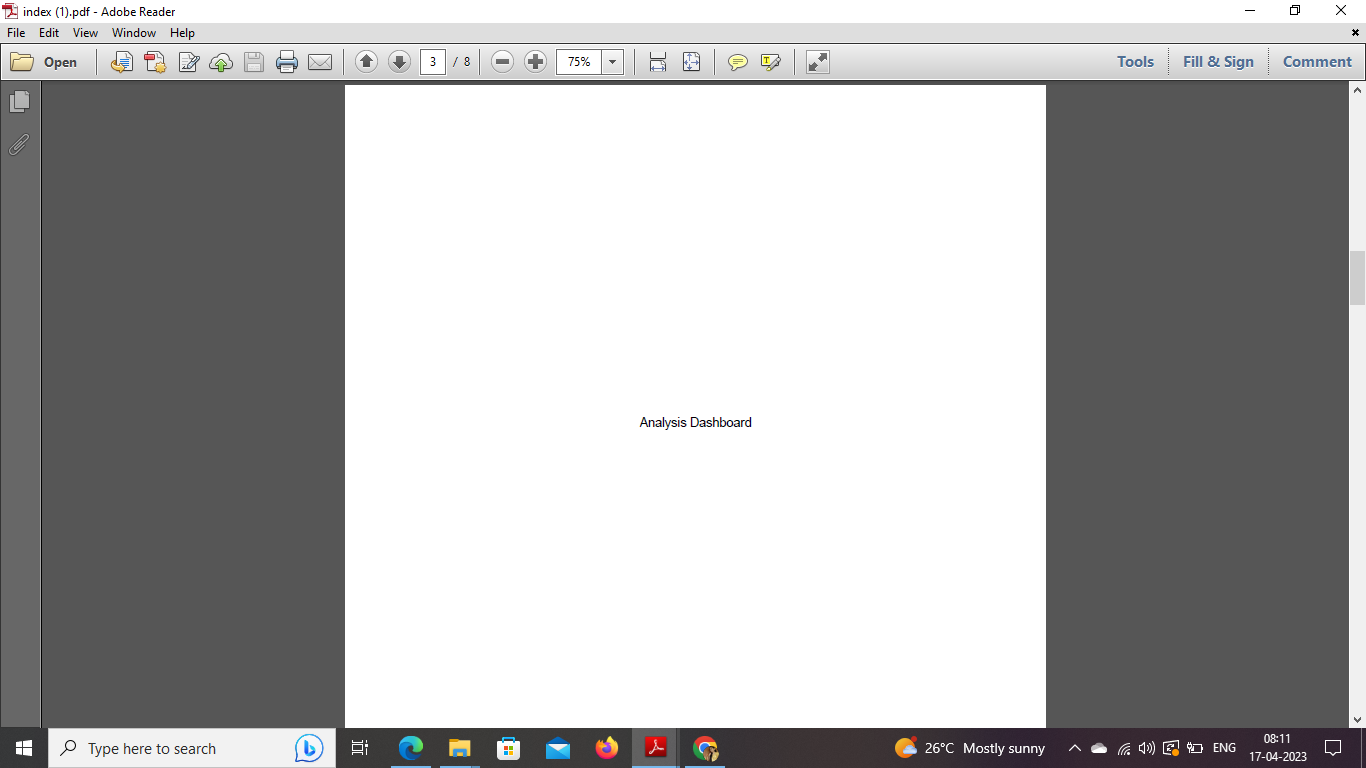 index (1).pdf - Adobe Reader
File Edit View Window Help
Open 3 / 8 75% Tools Fill & Sign Comment
Analysis Dashboard
Type here to search 26°C Mostly sunny ENG 08:11
17-04-2023